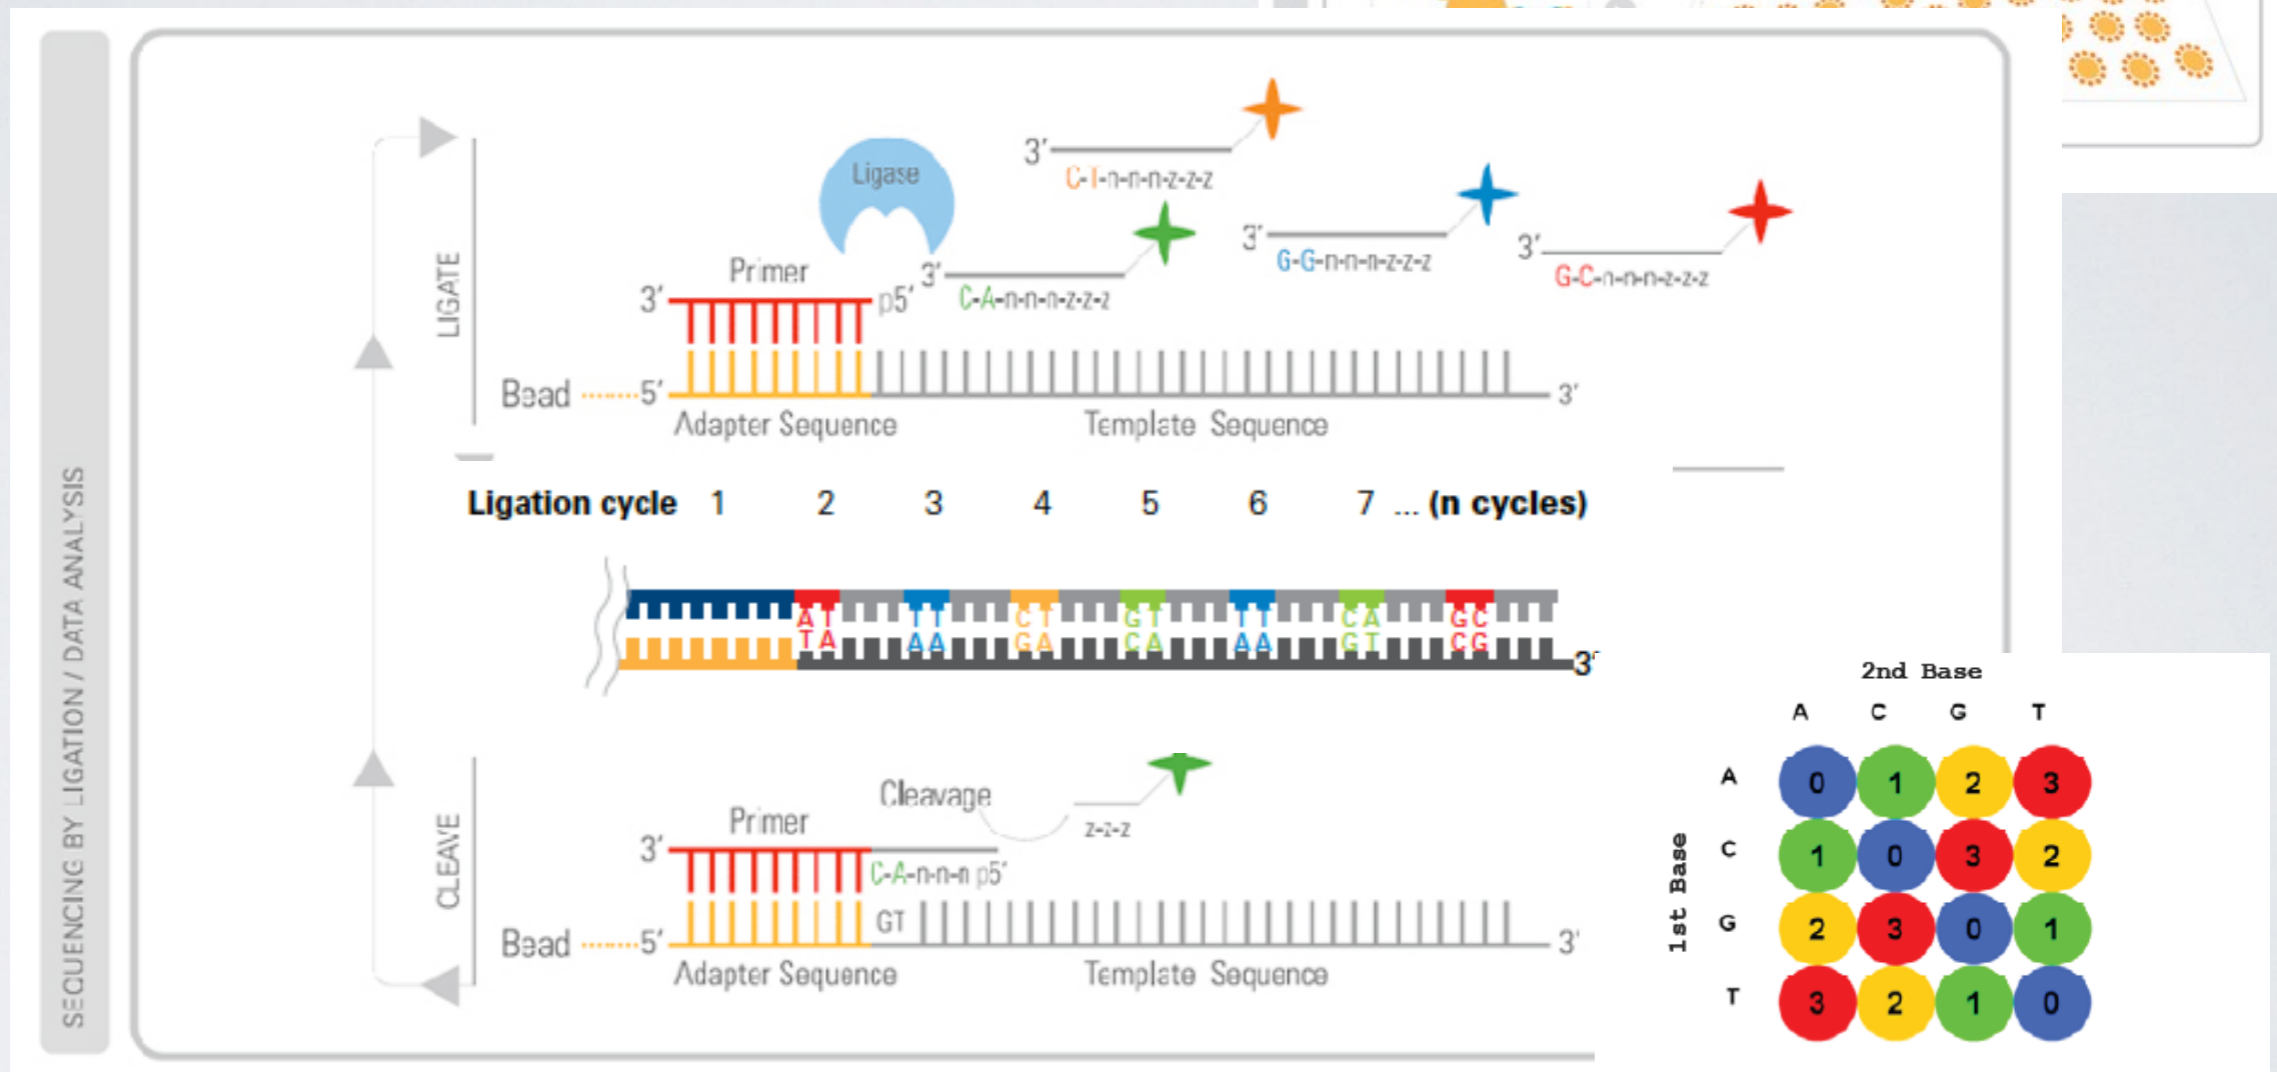 SEQUENCING BY LIGATION / DATA ANALYSIS
LIGATE
Ligase
3′
C-T-n-n-n-z-z-z
3′
G-G-n-n-n-z-z-z
3′
G-C-n-n-n-z-z-z
Primer
3′
p5′
3′
C-A-n-n-n-z-z-z
Bead
5′
3′
Adapter Sequence
Template Sequence
Ligation cycle 1 2 3 4 5 6 7 ... (n cycles)
AT TT CT GT TT CA GC
TA AA GA CA AA GT CG
3′
CLEAVE
Cleavage
z-z-z
Primer
3′
C-A-n-n-n p5′
GT
Bead
5′
3′
Adapter Sequence
Template Sequence
2nd Base
A C G T
1st Base
A 0 1 2 3
C 1 0 3 2
G 2 3 0 1
T 3 2 1 0